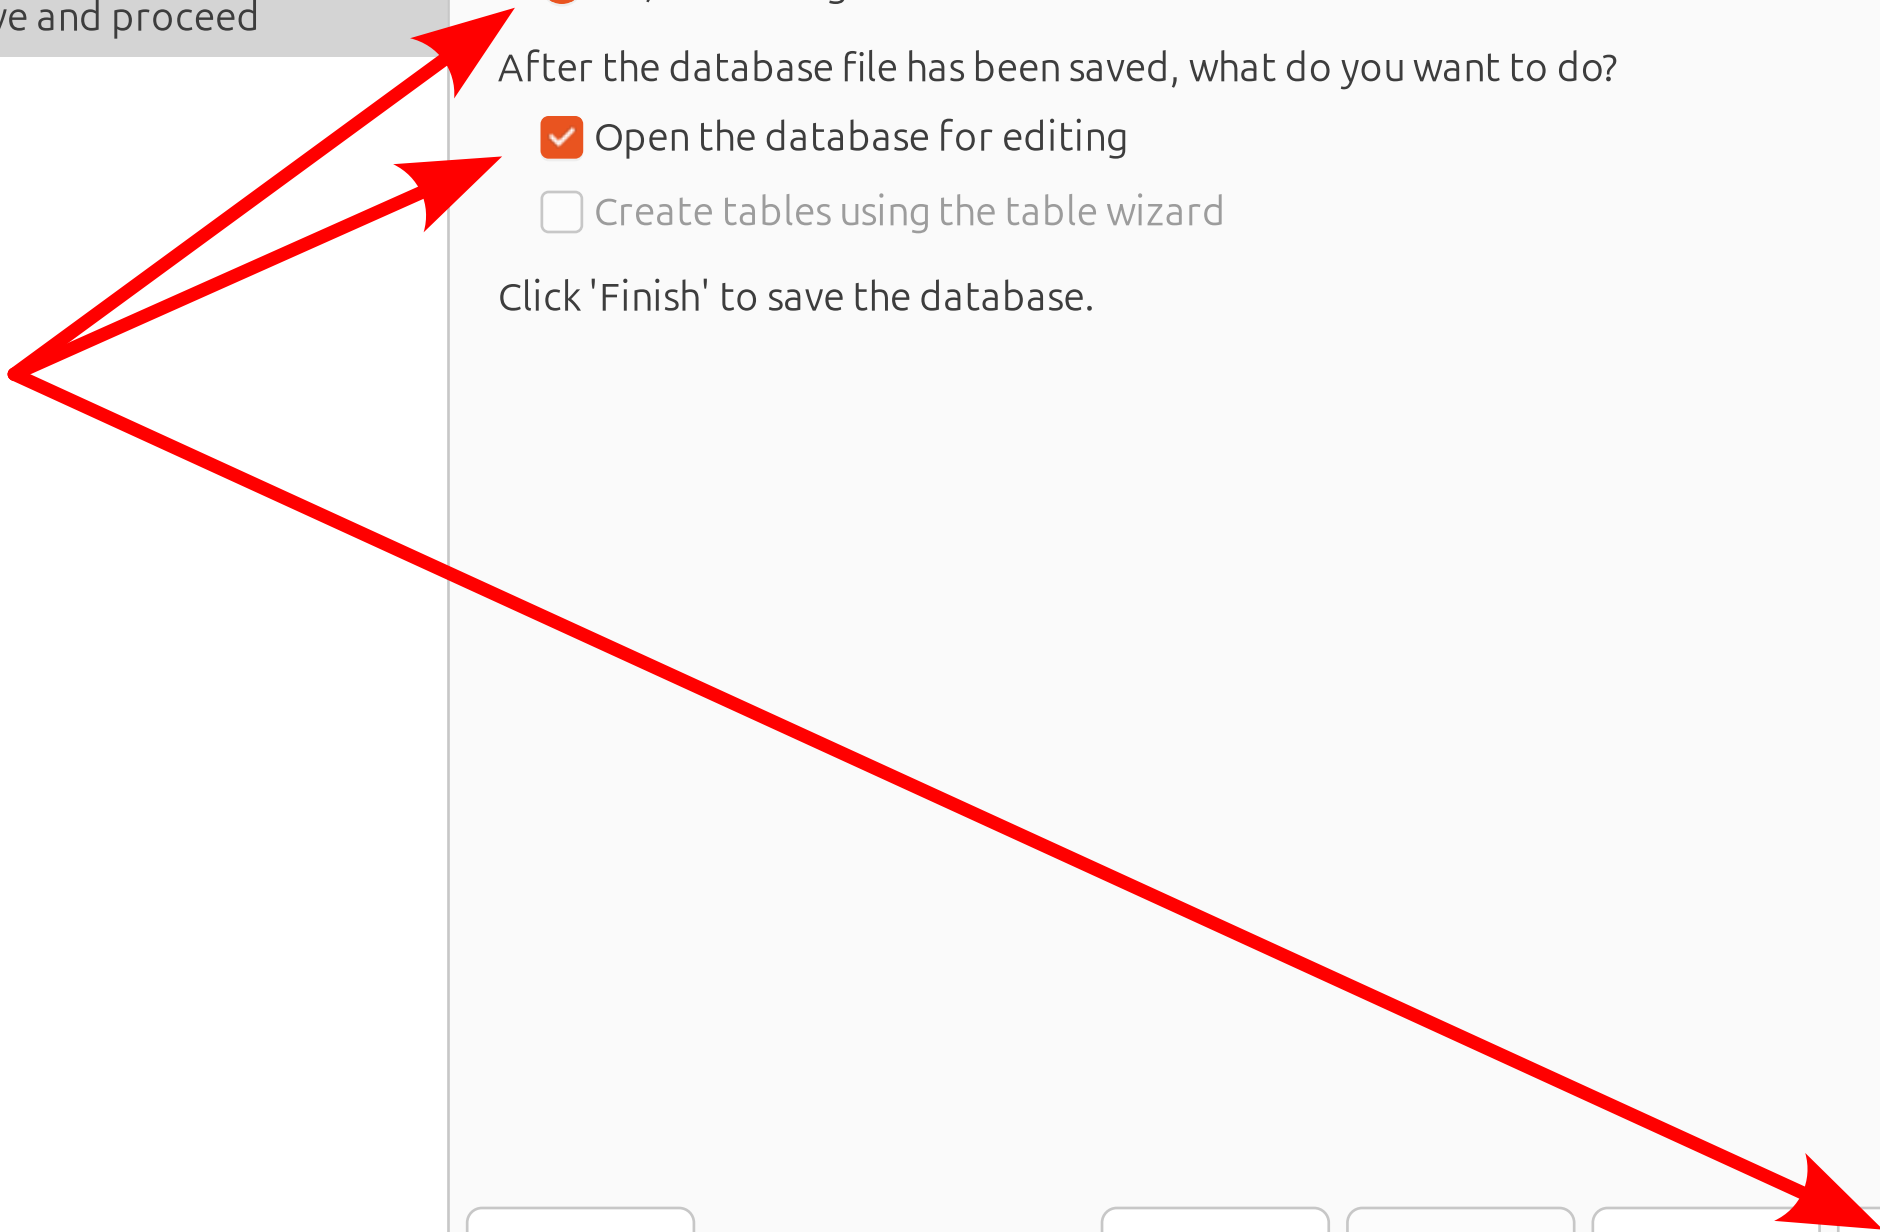 and proceed
After the database file has been saved, what do you want to do?
Open the database for editing
Create tables using the table wizard
Click 'Finish' to save the database.